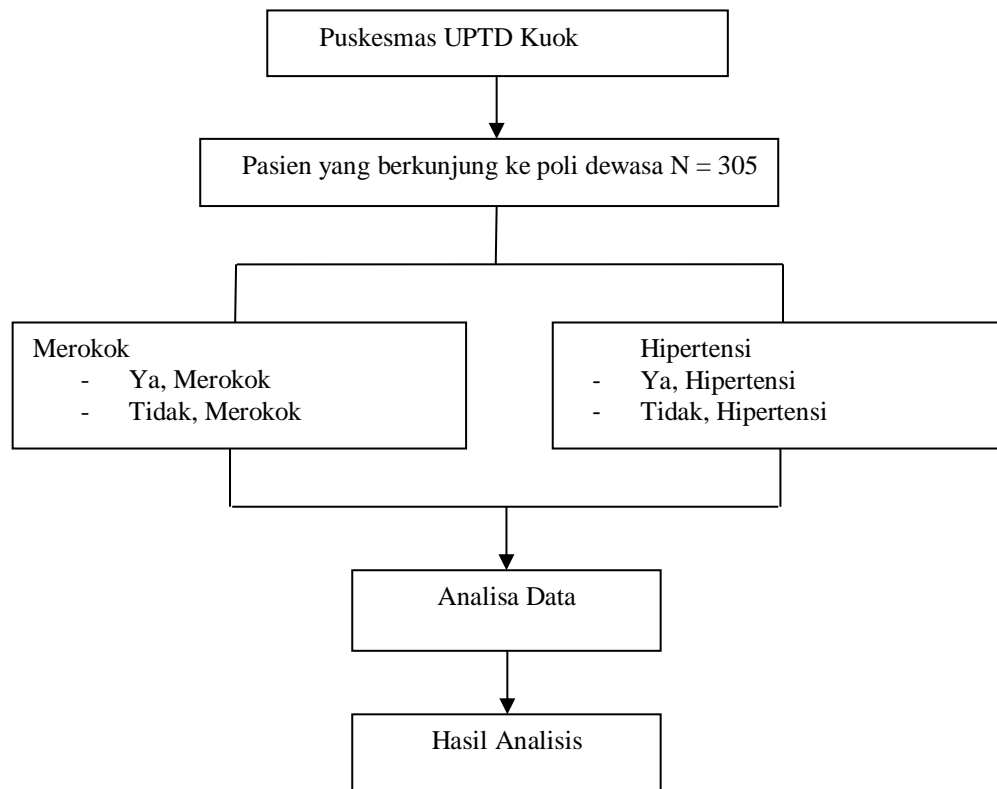 Puskesmas UPTD Kuok
Pasien yang berkunjung ke poli dewasa N = 305
Merokok
- Ya, Merokok
- Tidak, Merokok
Hipertensi
- Ya, Hipertensi
- Tidak, Hipertensi
Analisa Data
Hasil Analisis